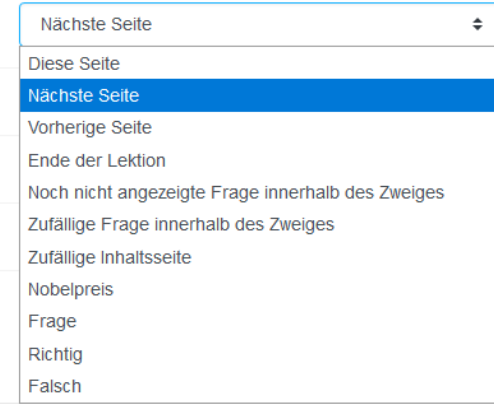 Nächste Seite
Diese Seite
Nächste Seite
Vorherige Seite
Ende der Lektion
Noch nicht angezeigte Frage innerhalb des Zweiges
Zufällige Frage innerhalb des Zweiges
Zufällige Inhaltsseite
Nobelpreis
Frage
Richtig
Falsch